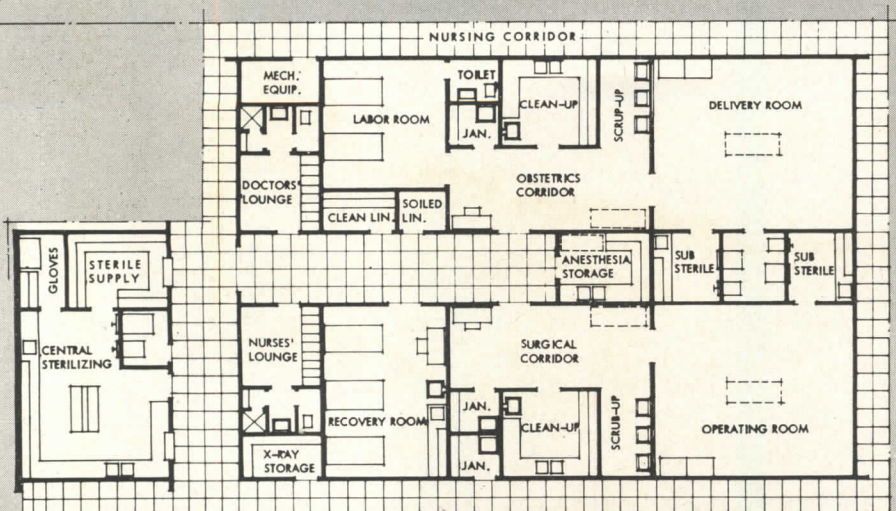 NURSING CORRIDOR
MECH.
EQUIP.
LABOR ROOM
TOILET
JAN.
CLEAN-UP
SCRUP-UP
DELIVERY ROOM
DOCTORS'
LOUNGE
OBSTETRICS
CORRIDOR
CLEAN LIN.
SOILED
LIN.
GLOVES
STERILE
SUPPLY
ANESTHESIA
STORAGE
SUB
STERILE
SUB
STERILE
CENTRAL
STERILIZING
NURSES'
LOUNGE
SURGICAL
CORRIDOR
RECOVERY ROOM
JAN.
CLEAN-UP
SCRUB-UP
OPERATING ROOM
X-RAY
STORAGE
JAN.